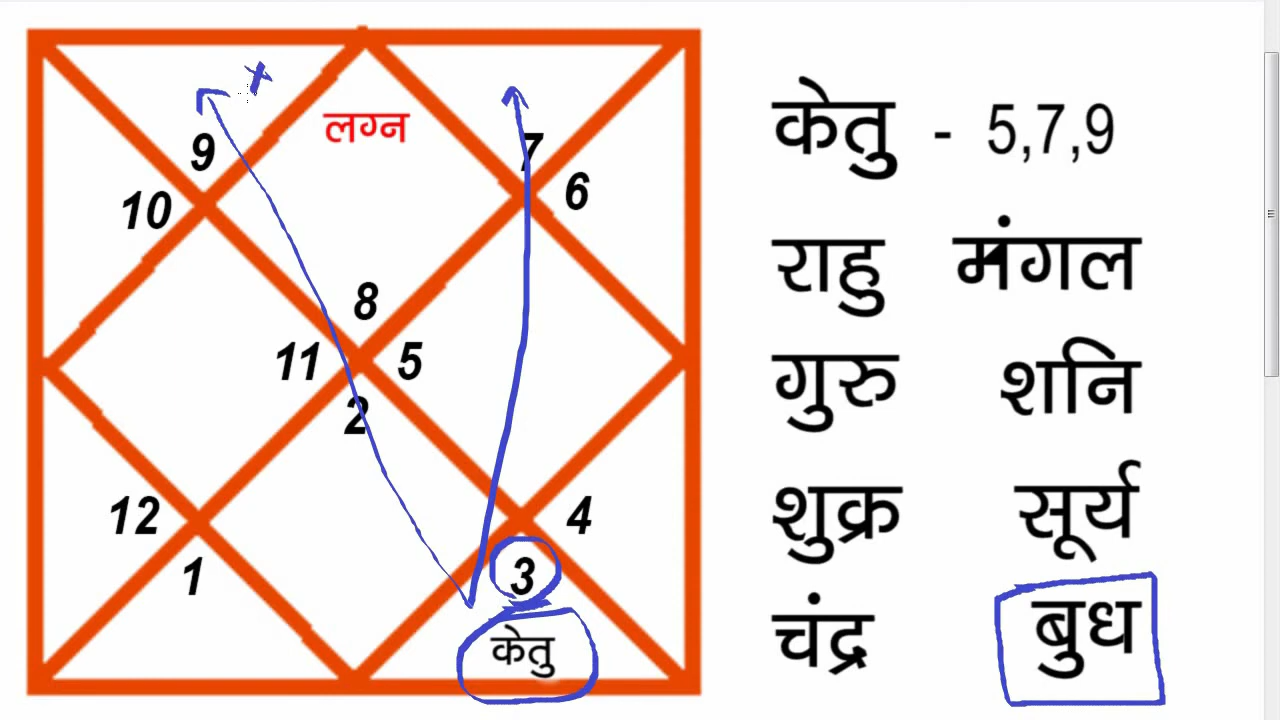 लग्न
9
7
10
6
8
11
5
2
12
4
1
3
केतु
केतु - 5,7,9
राहु मंगल
गुरु शनि
शुक्र सूर्य
चंद्र बुध